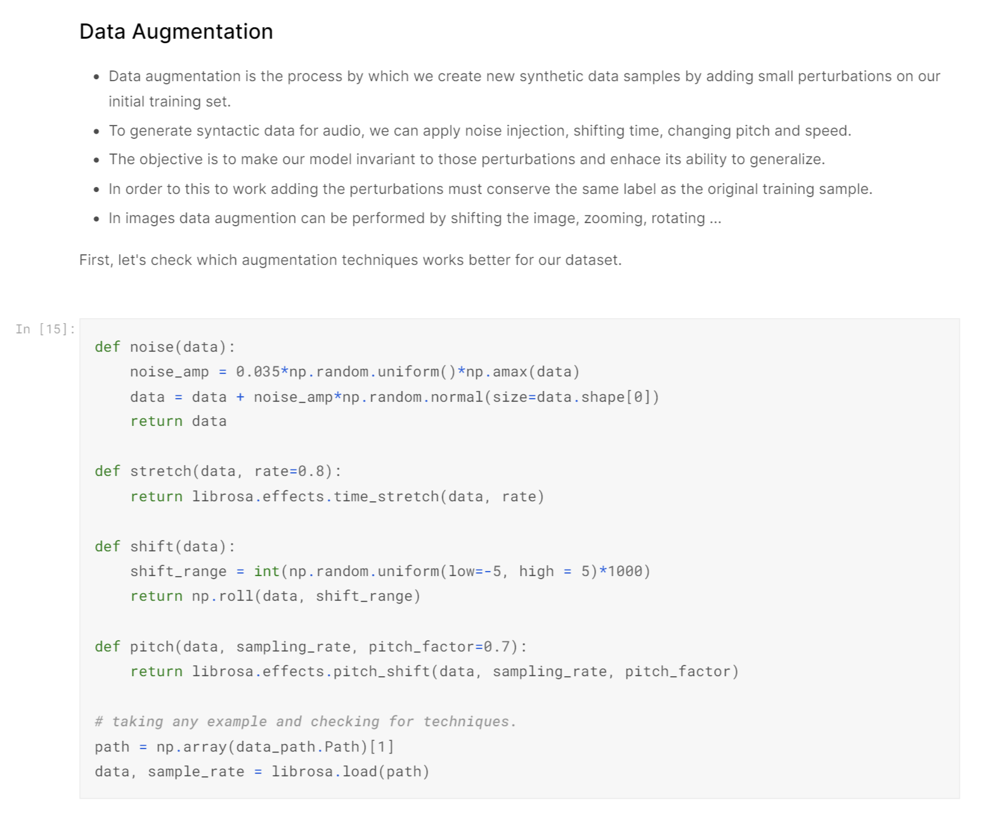 Data Augmentation
• Data augmentation is the process by which we create new synthetic data samples by adding small perturbations on our
initial training set.
• To generate syntactic data for audio, we can apply noise injection, shifting time, changing pitch and speed.
• The objective is to make our model invariant to those perturbations and enhace its ability to generalize.
• In order to this to work adding the perturbations must conserve the same label as the original training sample.
• In images data augmention can be performed by shifting the image, zooming, rotating ...
First, let's check which augmentation techniques works better for our dataset.
In [15]:
def noise(data):
    noise_amp = 0.035*np.random.uniform()*np.amax(data)
    data = data + noise_amp*np.random.normal(size=data.shape[0])
    return data

def stretch(data, rate=0.8):
    return librosa.effects.time_stretch(data, rate)

def shift(data):
    shift_range = int(np.random.uniform(low=-5, high = 5)*1000)
    return np.roll(data, shift_range)

def pitch(data, sampling_rate, pitch_factor=0.7):
    return librosa.effects.pitch_shift(data, sampling_rate, pitch_factor)

# taking any example and checking for techniques.
path = np.array(data_path.Path)[1]
data, sample_rate = librosa.load(path)